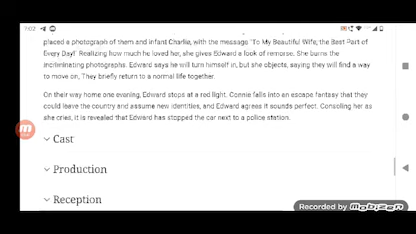 7:02
placed a photograph of them and infant Charlie, with the message "To My Beautiful Wife; the Best Part of
Every Day!" Realizing how much he loved her, she gives Edward a look of remorse. She burns the
incriminating photographs. Edward says he will turn himself in, but she objects, saying they will find a way
to move on. They briefly return to a normal life together.
On their way home one evening, Edward stops at a red light. Connie falls into an escape fantasy that they
could leave the country and assume new identities, and Edward agrees it sounds perfect. Consoling her as
she cries, it is revealed that Edward has stopped the car next to a police station.
Cast
Production
Reception
Recorded by Mobizen